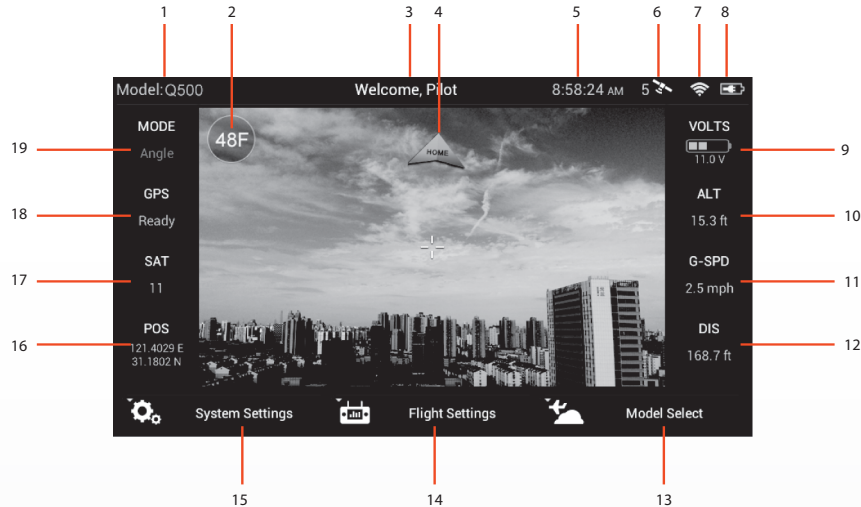 1 2 3 4 5 6 7 8
Model:Q500 Welcome, Pilot 8:58:24 AM 5
48F
HOME
MODE
Angle
GPS
Ready
SAT
11
POS
121.4029 E
31.1802 N
VOLTS
11.0 V
ALT
15.3 ft
G-SPD
2.5 mph
DIS
168.7 ft
19
18
17
16
9
10
11
12
System Settings Flight Settings Model Select
15 14 13